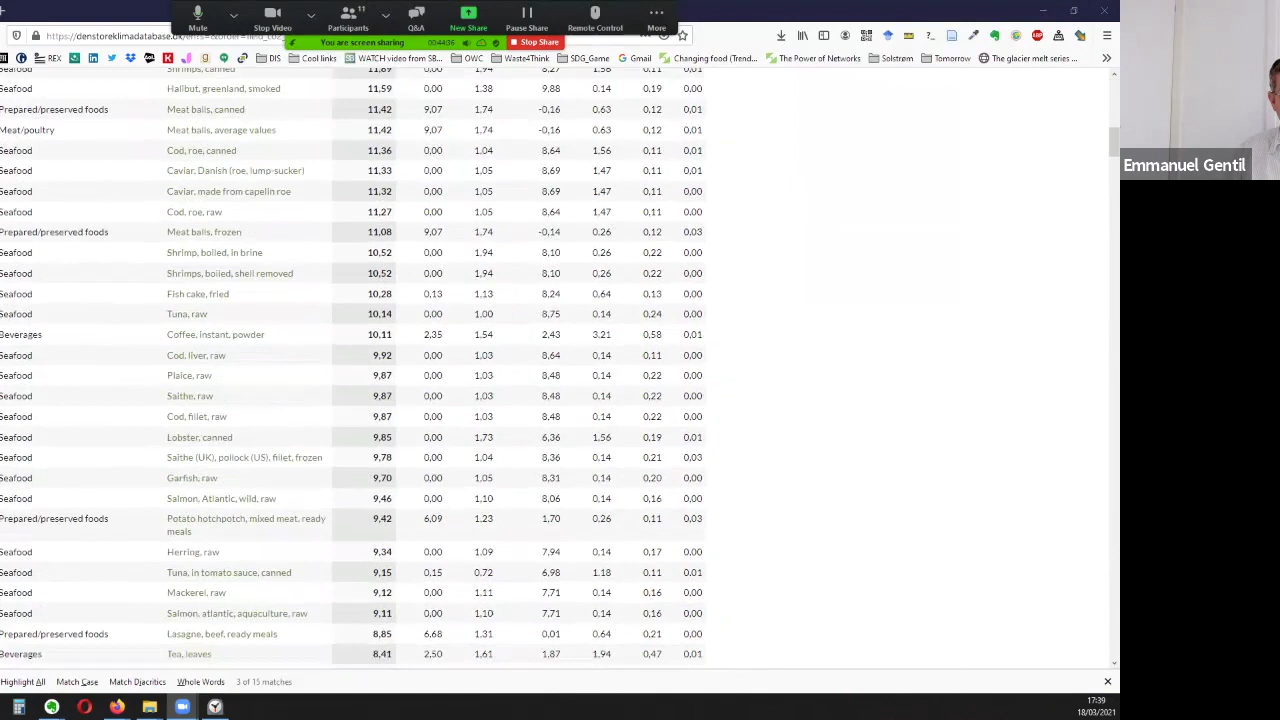 11
Mute Stop Video Participants Q&A New Share Pause Share Remote Control More
You are screen sharing 00:44:36 Stop Share
REX DIS Cool links WATCH video from SB... OWC Waste4Think SDG_Game Gmail Changing food (Trend... The Power of Networks Solstrøm Tomorrow The glacier melt series ...
Seafood Shrimps, canned 11,69 0,00 1,94 8,27 1,56 0,11 0,01
Seafood Halibut, greenland, smoked 11,59 0,00 1,38 9,88 0,14 0,19 0,00
Prepared/preserved foods Meat balls, canned 11,42 9,07 1,74 -0,16 0,63 0,12 0,01
Meat/poultry Meat balls, average values 11,42 9,07 1,74 -0,16 0,63 0,12 0,01
Seafood Cod, roe, canned 11,36 0,00 1,04 8,64 1,56 0,11 0,01
Seafood Caviar, Danish (roe, lump-sucker) 11,33 0,00 1,05 8,69 1,47 0,11 0,01
Seafood Caviar, made from capelin roe 11,32 0,00 1,05 8,69 1,47 0,11 0,00
Seafood Cod, roe, raw 11,27 0,00 1,05 8,64 1,47 0,11 0,00
Prepared/preserved foods Meat balls, frozen 11,08 9,07 1,74 -0,14 0,26 0,12 0,03
Seafood Shrimp, boiled, in brine 10,52 0,00 1,94 8,10 0,26 0,22 0,00
Seafood Shrimps, boiled, shell removed 10,52 0,00 1,94 8,10 0,26 0,22 0,00
Seafood Fish cake, fried 10,28 0,13 1,13 8,24 0,64 0,13 0,00
Seafood Tuna, raw 10,14 0,00 1,00 8,75 0,14 0,24 0,00
Beverages Coffee, instant, powder 10,11 2,35 1,54 2,43 3,21 0,58 0,01
Seafood Cod, liver, raw 9,92 0,00 1,03 8,64 0,14 0,11 0,00
Seafood Plaice, raw 9,87 0,00 1,03 8,48 0,14 0,22 0,00
Seafood Saithe, raw 9,87 0,00 1,03 8,48 0,14 0,22 0,00
Seafood Cod, fillet, raw 9,87 0,00 1,03 8,48 0,14 0,22 0,00
Seafood Lobster, canned 9,85 0,00 1,73 6,36 1,56 0,19 0,01
Seafood Saithe (UK), pollock (US), fillet, frozen 9,78 0,00 1,04 8,36 0,14 0,21 0,03
Seafood Garfish, raw 9,70 0,00 1,05 8,31 0,14 0,20 0,00
Seafood Salmon, Atlantic, wild, raw 9,46 0,00 1,10 8,06 0,14 0,16 0,00
Prepared/preserved foods Potato hotchpotch, mixed meat, ready 9,42 6,09 1,23 1,70 0,26 0,11 0,03
meals
Seafood Herring, raw 9,34 0,00 1,09 7,94 0,14 0,17 0,00
Seafood Tuna, in tomato sauce, canned 9,15 0,15 0,72 6,98 1,18 0,11 0,01
Seafood Mackerel, raw 9,12 0,00 1,11 7,71 0,14 0,16 0,00
Seafood Salmon, atlantic, aquaculture, raw 9,11 0,00 1,10 7,71 0,14 0,16 0,00
Prepared/preserved foods Lasagne, beef, ready meals 8,85 6,68 1,31 0,01 0,64 0,21 0,00
Beverages Tea, leaves 8,41 2,50 1,61 1,87 1,94 0,47 0,01
Highlight All Match Case Match Diacritics Whole Words 3 of 15 matches
17:39
18/03/2021
Emmanuel Gentil